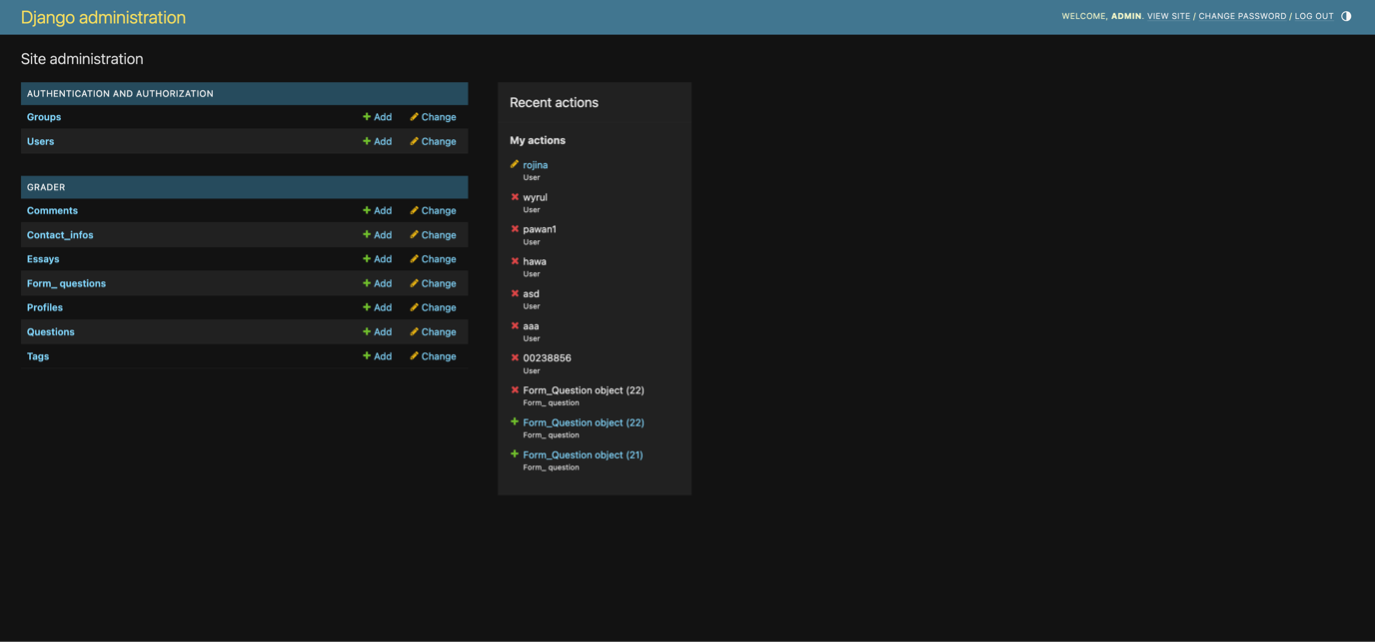 Django administration
WELCOME, ADMIN. VIEW SITE / CHANGE PASSWORD / LOG OUT
Site administration
AUTHENTICATION AND AUTHORIZATION
Groups Add Change
Users Add Change
GRADER
Comments Add Change
Contact_infos Add Change
Essays Add Change
Form_ questions Add Change
Profiles Add Change
Questions Add Change
Tags Add Change
Recent actions
My actions
rojina
User
wyrul
User
pawan1
User
hawa
User
asd
User
aaa
User
00238856
User
Form_Question object (22)
Form_ question
Form_Question object (22)
Form_ question
Form_Question object (21)
Form_ question